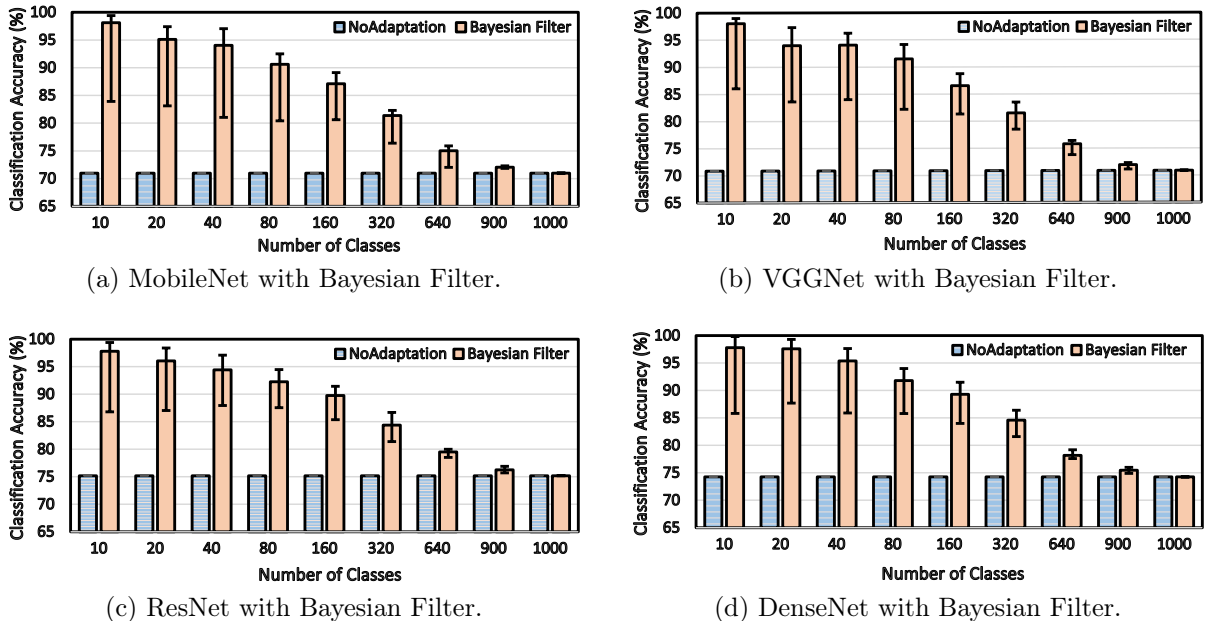 Classification Accuracy (%)
100
95
90
85
80
75
70
65
NoAdaptation Bayesian Filter
10 20 40 80 160 320 640 900 1000
Number of Classes
(a) MobileNet with Bayesian Filter.
Classification Accuracy (%)
100
95
90
85
80
75
70
65
NoAdaptation Bayesian Filter
10 20 40 80 160 320 640 900 1000
Number of Classes
(b) VGGNet with Bayesian Filter.
Classification Accuracy (%)
100
95
90
85
80
75
70
65
NoAdaptation Bayesian Filter
10 20 40 80 160 320 640 900 1000
Number of Classes
(c) ResNet with Bayesian Filter.
Classification Accuracy (%)
100
95
90
85
80
75
70
65
NoAdaptation Bayesian Filter
10 20 40 80 160 320 640 900 1000
Number of Classes
(d) DenseNet with Bayesian Filter.